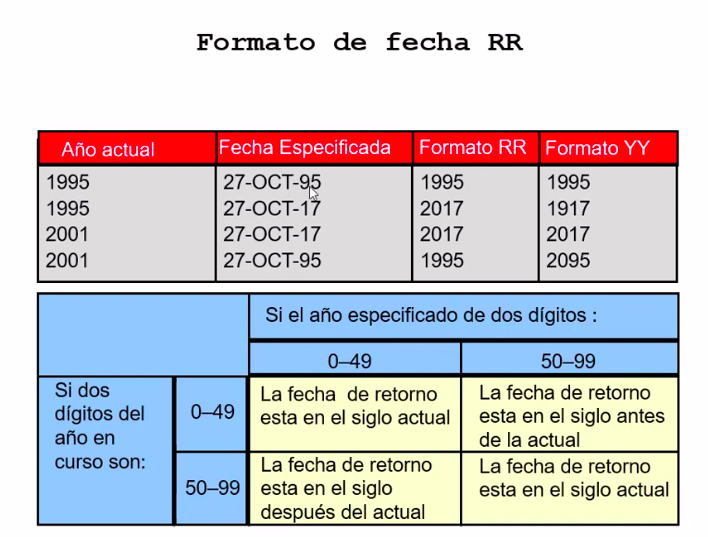 Formato de fecha RR
Año actual Fecha Especificada Formato RR Formato YY
1995 27-OCT-95 1995 1995
1995 27-OCT-17 2017 1917
2001 27-OCT-17 2017 2017
2001 27-OCT-95 1995 2095
Si el año especificado de dos dígitos :
0–49 50–99
Si dos
dígitos del
año en
curso son:
0–49
La fecha de retorno
esta en el siglo actual
La fecha de retorno
esta en el siglo antes
de la actual
50–99
La fecha de retorno
esta en el siglo
después del actual
La fecha de retorno
esta en el siglo actual